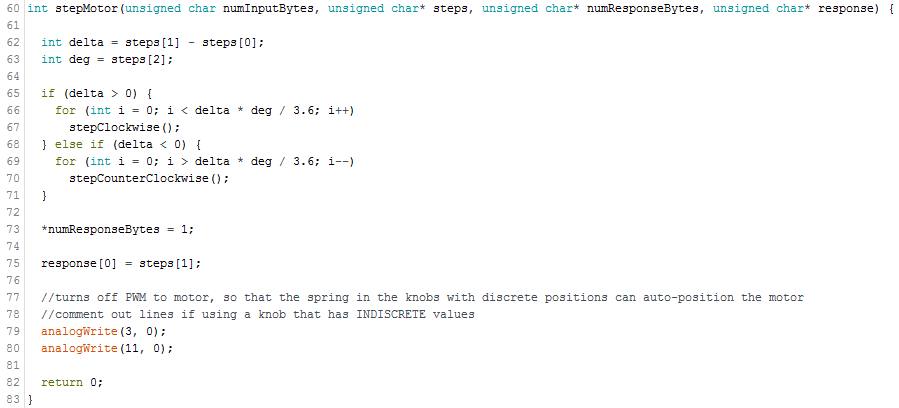 60 int stepMotor(unsigned char numInputBytes, unsigned char* steps, unsigned char* numResponseBytes, unsigned char* response) {
61
62   int delta = steps[1] - steps[0];
63   int deg = steps[2];
64
65   if (delta > 0) {
66     for (int i = 0; i < delta * deg / 3.6; i++)
67       stepClockwise();
68   } else if (delta < 0) {
69     for (int i = 0; i > delta * deg / 3.6; i--)
70       stepCounterClockwise();
71   }
72
73   *numResponseBytes = 1;
74
75   response[0] = steps[1];
76
77   //turns off PWM to motor, so that the spring in the knobs with discrete positions can auto-position the motor
78   //comment out lines if using a knob that has INDISCRETE values
79   analogWrite(3, 0);
80   analogWrite(11, 0);
81
82   return 0;
83 }